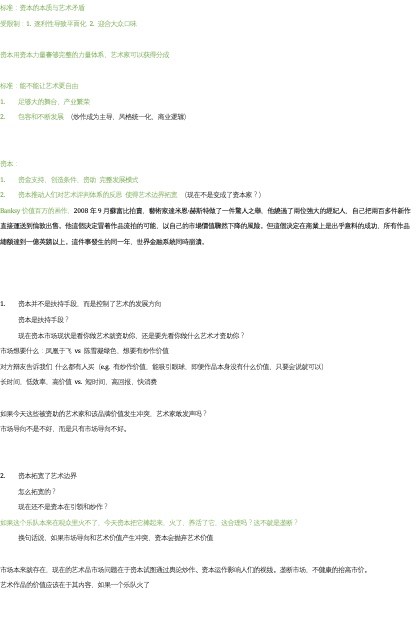 标准：资本的本质与艺术矛盾
受限制：1. 逐利性导致平面化 2. 迎合大众口味
资本用资本力量赛够完整的力量体系、艺术家可以获得分成
标准：能不能让艺术更自由
1. 足够大的舞台、产业繁荣
2. 包容和不断发展 （炒作成为主导、风格统一化、商业逻辑）
资本：
1. 资金支持、创造条件、资助 完整发展模式
2. 资本推动人们对艺术评判体系的反思 使得艺术边界拓宽 （现在不是变成了资本家？）
Banksy 价值百万的画作，2008 年 9 月蘇富比拍賣，藝術家達米恩·赫斯特做了一件驚人之舉，他繞過了兩位強大的經紀人，自己把兩百多件新作
直接運送到倫敦出售。他這個決定冒着作品流拍的可能，以自己的市場價值驟然下降的風險。但這個決定在商業上是出乎意料的成功，所有作品
總額達到一億英鎊以上。這件事發生的同一年，世界金融系統同時崩潰。
1. 资本并不是扶持手段、而是控制了艺术的发展方向
资本是扶持手段？
现在资本市场现状是看你做艺术就资助你、还是要先看你做什么艺术才资助你？
市场想要什么：凤凰于飞 vs 陈雪凝绿色、想要有炒作价值
对方辩友告诉我们 什么都有人买（e.g. 有炒作价值、能吸引眼球、即便作品本身没有什么价值、只要会说就可以）
长时间、低效率、高价值 vs. 短时间、高回报、快消费
如果今天这些被资助的艺术家和该品牌价值发生冲突、艺术家敢发声吗？
市场导向不是不好、而是只有市场导向不好。
2. 资本拓宽了艺术边界
怎么拓宽的？
现在还不是资本在引领和炒作？
如果这个乐队本来在观众里火不了、今天资本把它捧起来、火了、养活了它、这合理吗？这不就是垄断？
换句话说、如果市场导向和艺术价值产生冲突、资本会抛弃艺术价值
市场本来就存在、现在的艺术品市场问题在于资本试图通过舆论炒作、资本运作影响人们的视线。垄断市场、不健康的抬高市价。
艺术作品的价值应该在于其内容、如果一个乐队火了